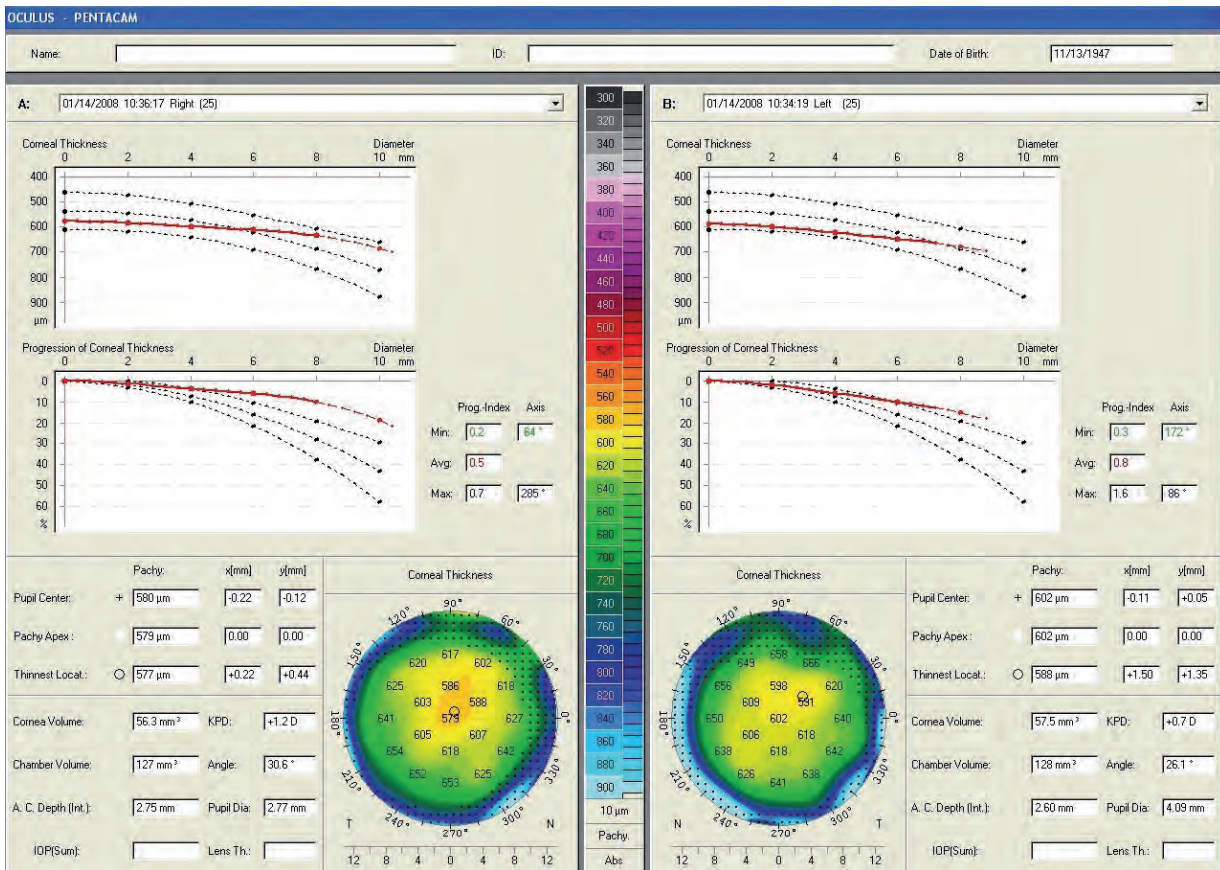 OCULUS - PENTACAM
Name: ID: Date of Birth: 11/13/1947
A: 01/14/2008 10:36:17 Right (25)
Corneal Thickness Diameter
0 2 4 6 8 10 mm
400
500
600
700
800
900
µm
Progression of Corneal Thickness Diameter
0 2 4 6 8 10 mm
0
10
20
30
40
50
60
%
Prog.-Index Axis
Min: 0.2 64°
Avg: 0.5
Max: 0.7 285°
Pachy: x[mm] y[mm]
Pupil Center: + 580 µm -0.22 -0.12
Pachy Apex : 579 µm 0.00 0.00
Thinnest Locat.: O 577 µm +0.22 +0.44
Cornea Volume: 56.3 mm³ KPD: +1.2 D
Chamber Volume: 127 mm³ Angle: 30.6 °
A. C. Depth (Int.): 2.75 mm Pupil Dia: 2.77 mm
IOP(Sum): Lens Th.:
Corneal Thickness
90°
120° 
150° 30°
180° 0°
210° 330°
240° 300°
270°
617
620 602
625 586 618
603 588
641 579 627
605 607
654 618 642
652 625
653
T N
12 8 4 0 4 8 12
300
320
340
360
380
400
420
440
460
480
500
520
540
560
580
600
620
640
660
680
700
720
740
760
780
800
820
840
860
880
900
10 µm
Pachy.
Abs
B: 01/14/2008 10:34:19 Left (25)
Corneal Thickness Diameter
0 2 4 6 8 10 mm
400
500
600
700
800
900
µm
Progression of Corneal Thickness Diameter
0 2 4 6 8 10 mm
0
10
20
30
40
50
60
%
Prog.-Index Axis
Min: 0.3 172°
Avg: 0.8
Max: 1.6 86°
Corneal Thickness
90°
120°
150° 30°
180° 0°
210° 330°
240° 300°
270°
658
649 666
656 598 620
609 591
650 602 640
606 618
638 618 642
626 638
641
N T
12 8 4 0 4 8 12
Pachy: x[mm] y[mm]
Pupil Center: + 602 µm -0.11 +0.05
Pachy Apex : 602 µm 0.00 0.00
Thinnest Locat.: O 588 µm +1.50 +1.35
Cornea Volume: 57.5 mm³ KPD: +0.7 D
Chamber Volume: 128 mm³ Angle: 26.1 °
A. C. Depth (Int.): 2.60 mm Pupil Dia: 4.09 mm
IOP(Sum): Lens Th.: